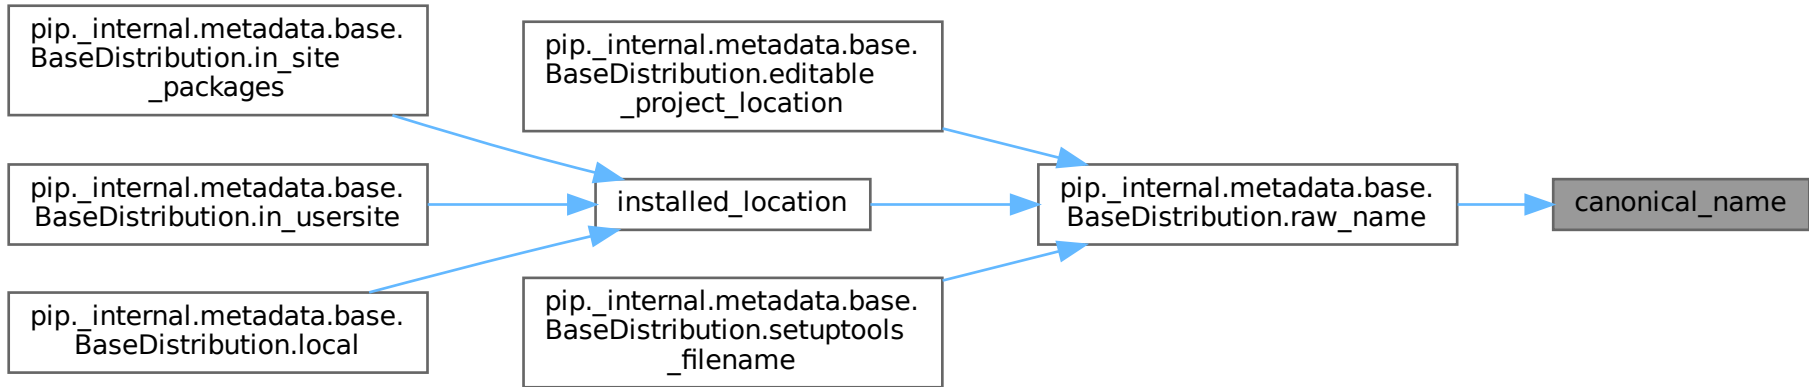 pip._internal.metadata.base.
BaseDistribution.in_site
_packages
pip._internal.metadata.base.
BaseDistribution.in_usersite
pip._internal.metadata.base.
BaseDistribution.local
installed_location
pip._internal.metadata.base.
BaseDistribution.editable
_project_location
pip._internal.metadata.base.
BaseDistribution.setuptools
_filename
pip._internal.metadata.base.
BaseDistribution.raw_name
canonical_name